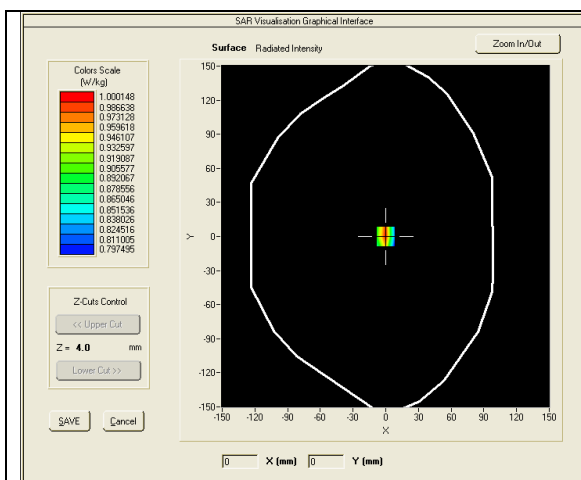 SAR Visualisation Graphical Interface
Surface Radiated Intensity
Zoom In/Out
Colors Scale
(W/kg)
1.000148
0.986638
0.973128
0.959618
0.946107
0.932597
0.919087
0.905577
0.892067
0.878556
0.865046
0.851536
0.838026
0.824516
0.811005
0.797495
Z-Cuts Control
<< Upper Cut
Z = 4.0 mm
Lower Cut >>
SAVE Cancel
150
120
90
60
30
0
-30
-60
-90
-120
-150
Y
-150 -120 -90 -60 -30 0 30 60 90 120 150
X
0 X (mm) 0 Y (mm)